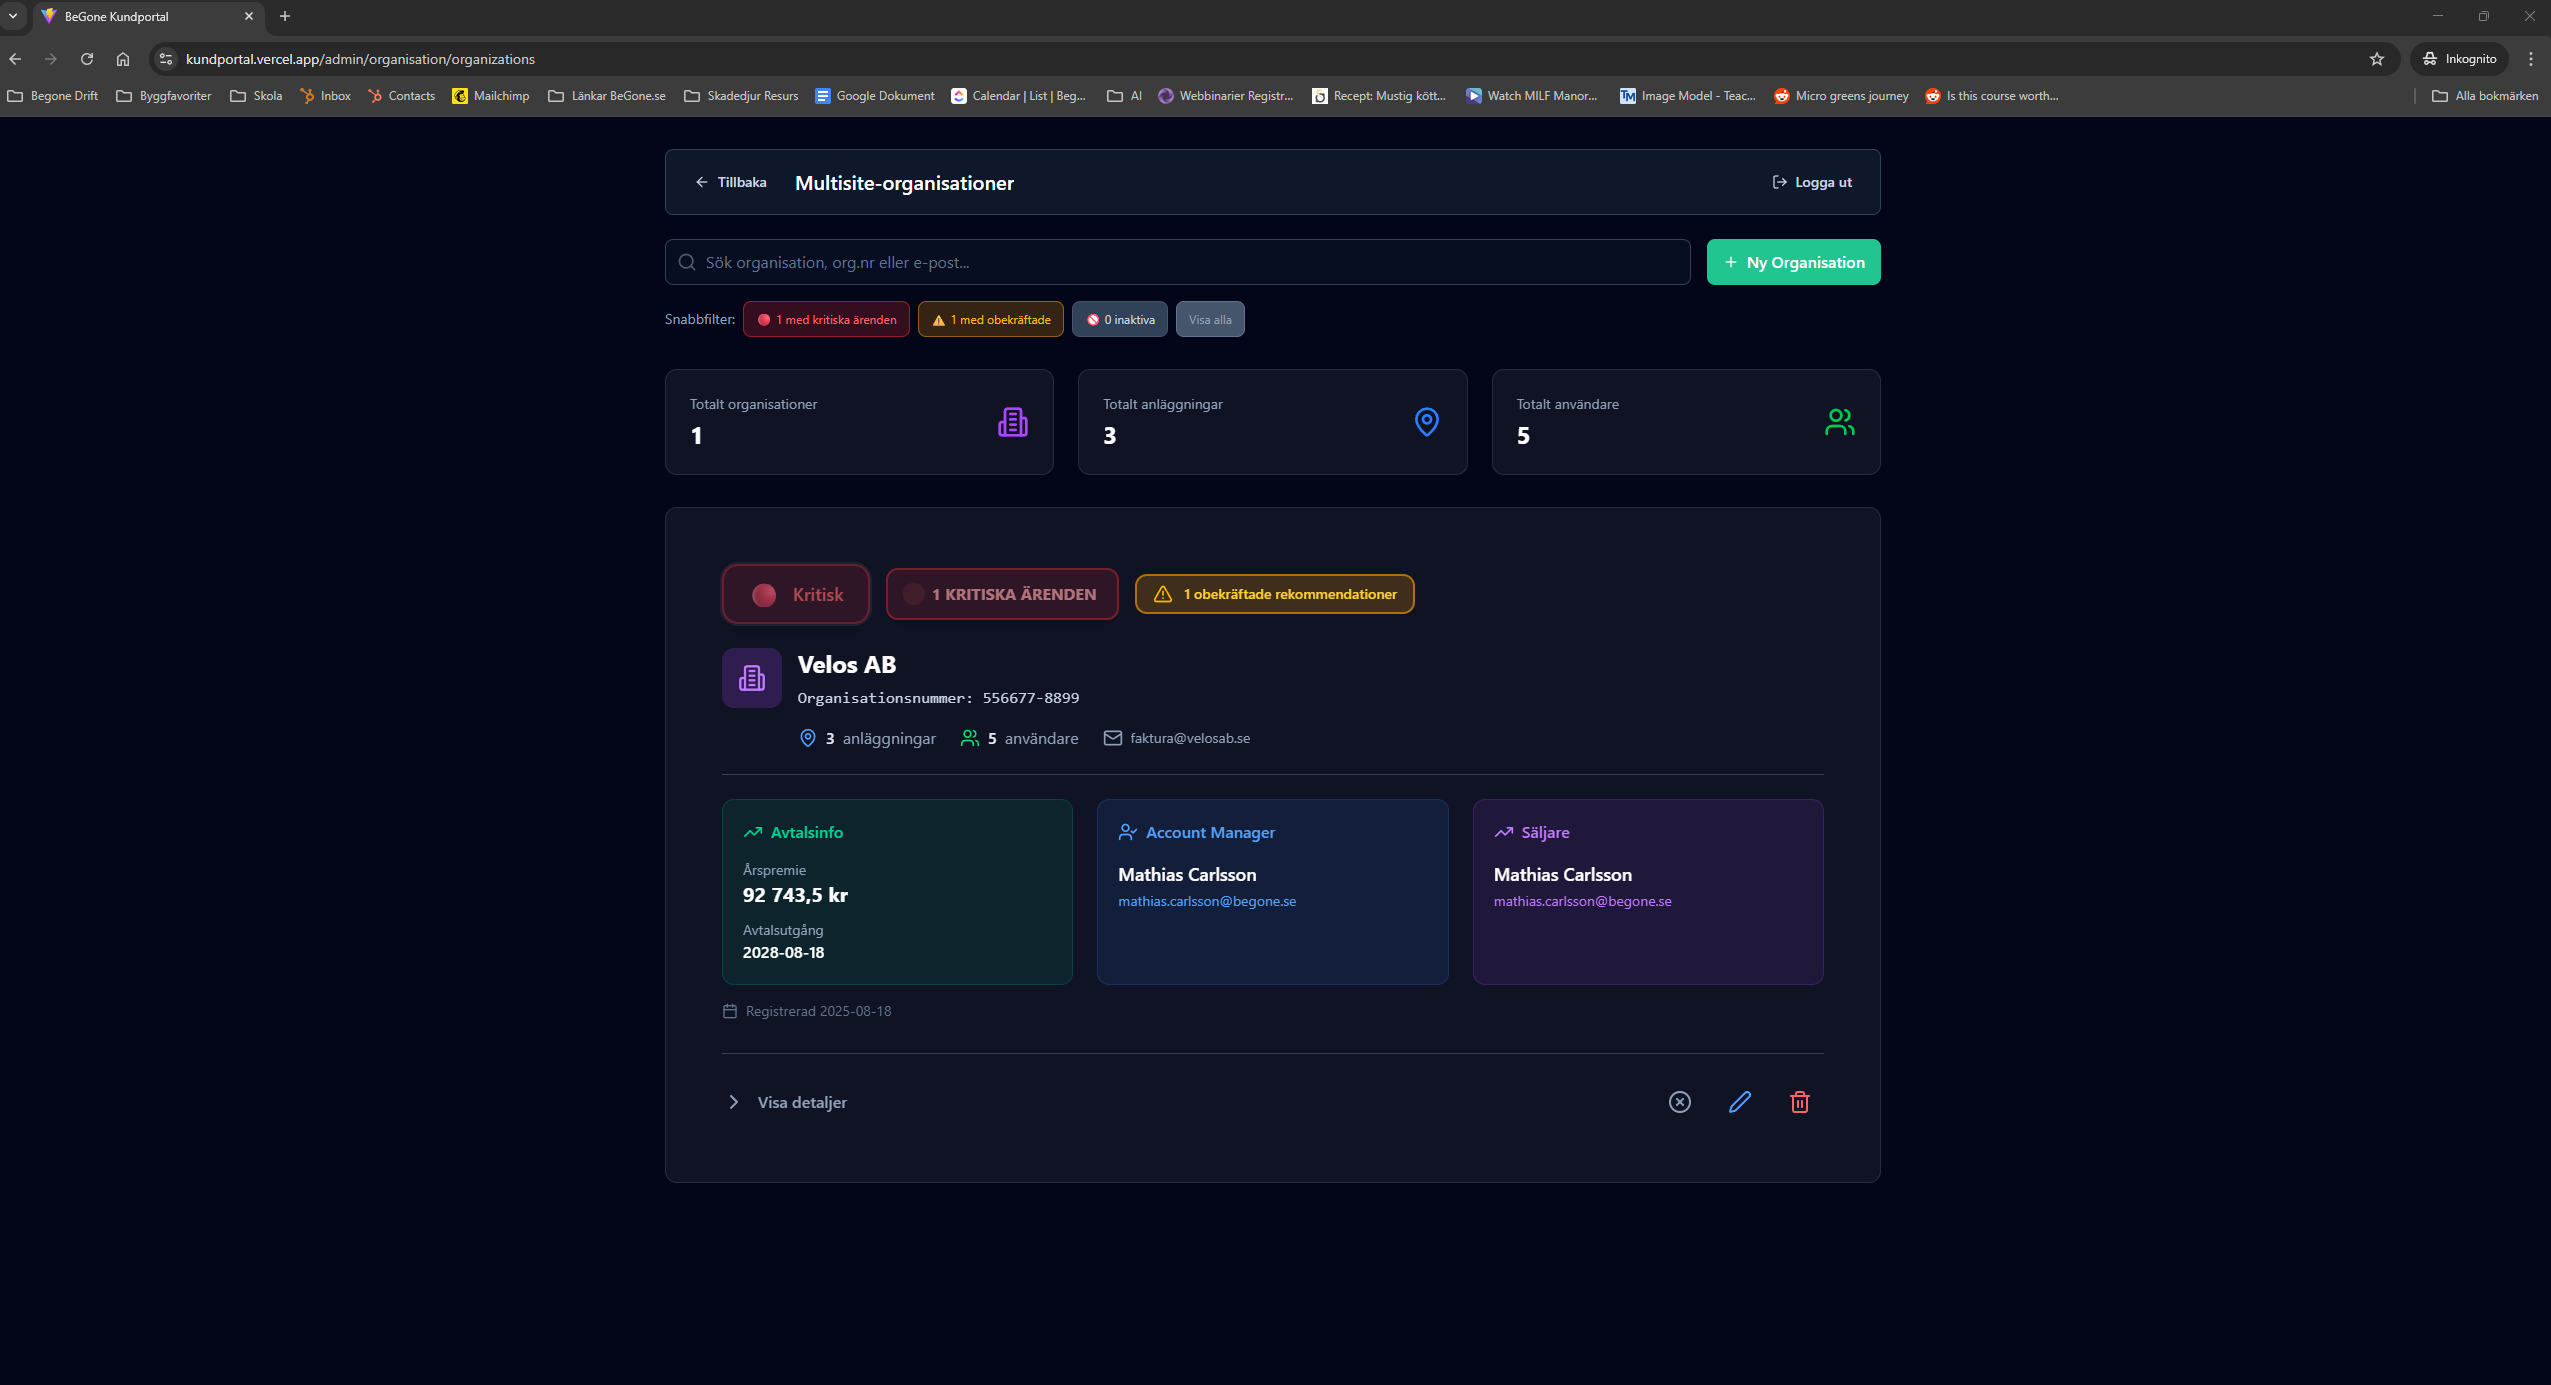 BeGone Kundportal
kundportal.vercel.app/admin/organisation/organizations
Inkognito
Begone Drift Byggfavoriter Skola Inbox Contacts Mailchimp Länkar BeGone.se Skadedjur Resurs Google Dokument Calendar | List | Beg... AI Webbinarier Registr... Recept: Mustig kött... Watch MILF Manor... Image Model - Teac... Micro greens journey Is this course worth... Alla bokmärken
Tillbaka Multisite-organisationer Logga ut
Sök organisation, org.nr eller e-post... + Ny Organisation
Snabbfilter: 1 med kritiska ärenden 1 med obekräftade 0 inaktiva Visa alla
Totalt organisationer
1
Totalt anläggningar
3
Totalt användare
5
Kritisk 1 KRITISKA ÄRENDEN 1 obekräftade rekommendationer
Velos AB
Organisationsnummer: 556677-8899
3 anläggningar 5 användare faktura@velosab.se
Avtalsinfo
Årspremie
92 743,5 kr
Avtalsutgång
2028-08-18
Account Manager
Mathias Carlsson
mathias.carlsson@begone.se
Säljare
Mathias Carlsson
mathias.carlsson@begone.se
Registrerad 2025-08-18
Visa detaljer